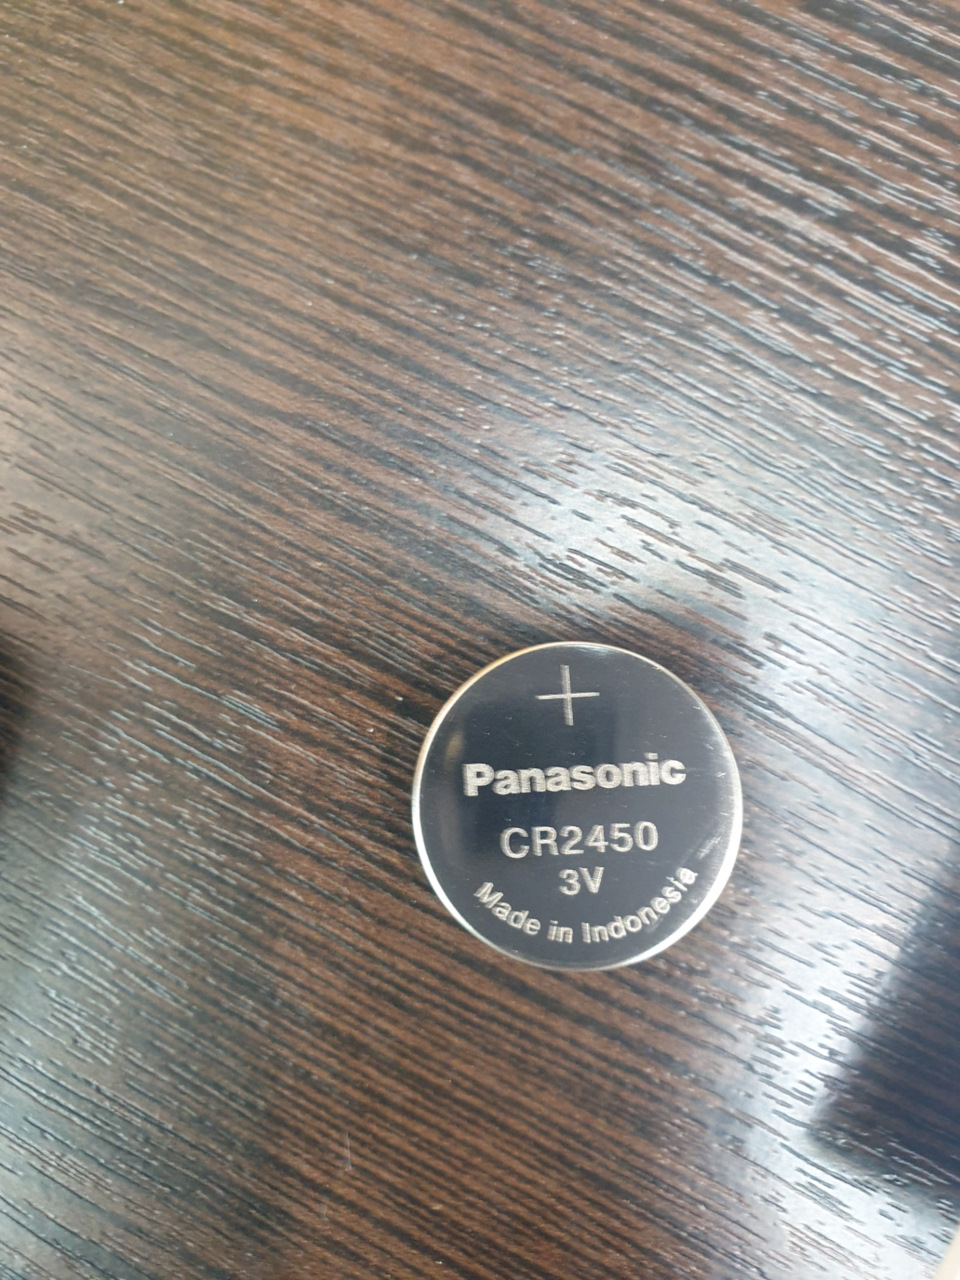 +
Panasonic
CR2450
3V
Made in Indonesia